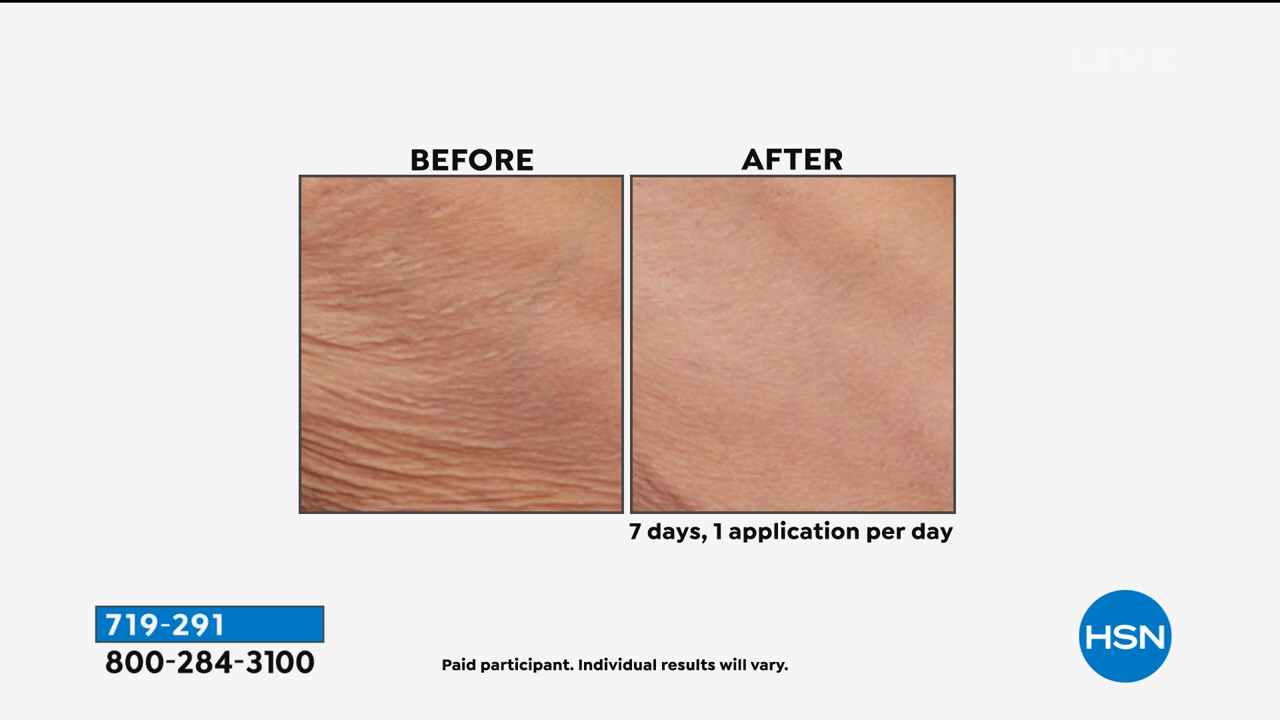 LIVE
BEFORE
AFTER
7 days, 1 application per day
719-291
800-284-3100
Paid participant. Individual results will vary.
HSN